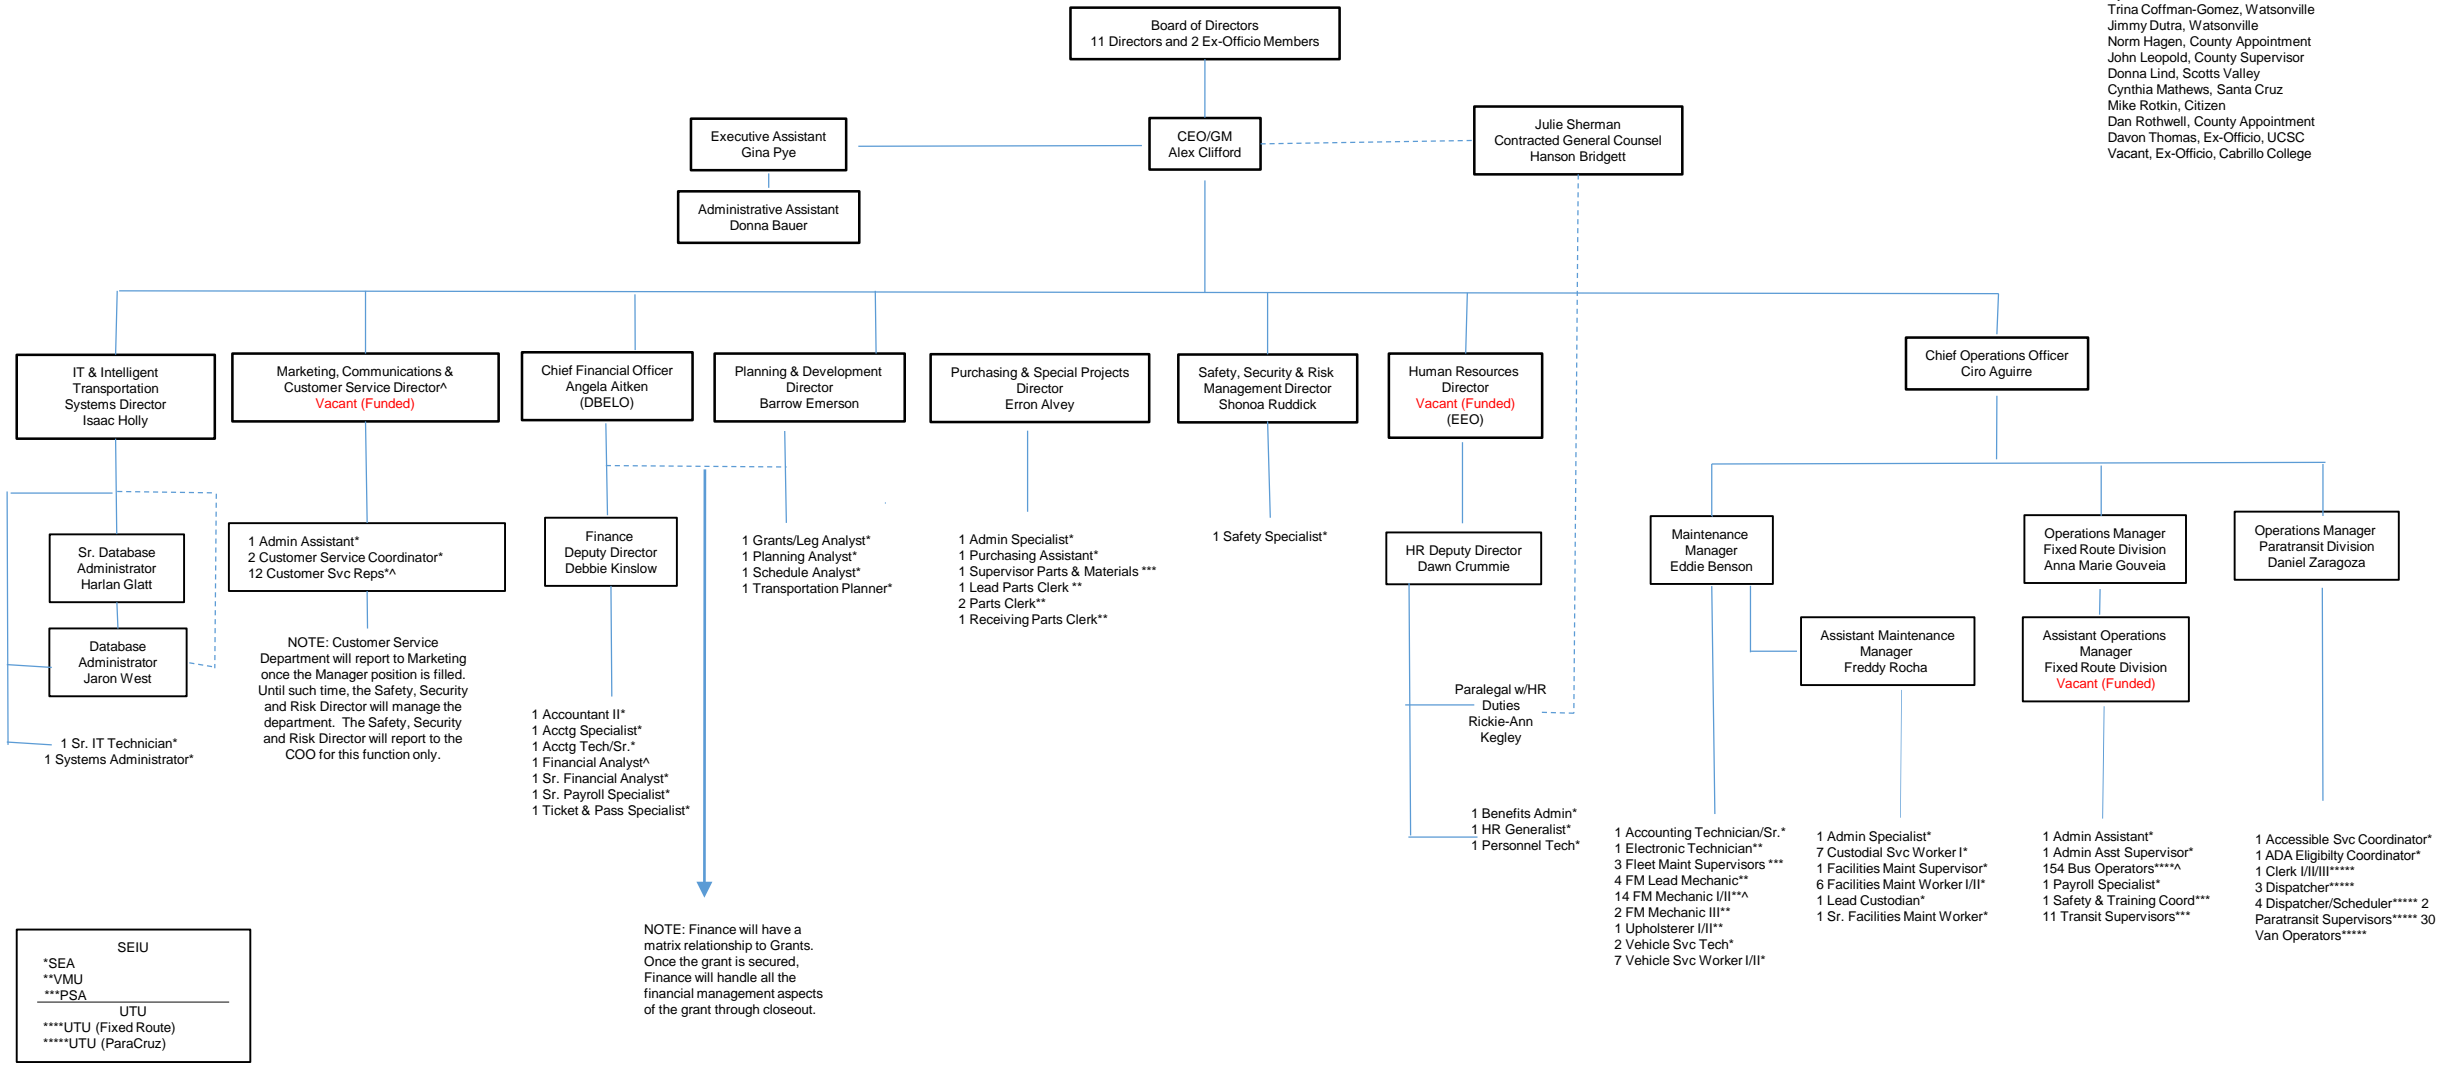 Trina Coffman-Gomez, Watsonville
Jimmy Dutra, Watsonville
Norm Hagen, County Appointment
John Leopold, County Supervisor
Donna Lind, Scotts Valley
Cynthia Mathews, Santa Cruz
Mike Rotkin, Citizen
Dan Rothwell, County Appointment
Davon Thomas, Ex-Officio, UCSC
Vacant, Ex-Officio, Cabrillo College
Board of Directors
11 Directors and 2 Ex-Officio Members
Executive Assistant
Gina Pye
CEO/GM
Alex Clifford
Julie Sherman
Contracted General Counsel
Hanson Bridgett
Administrative Assistant
Donna Bauer
IT & Intelligent
Transportation
Systems Director
Isaac Holly
Marketing, Communications &
Customer Service Director^
Vacant (Funded)
Chief Financial Officer
Angela Aitken
(DBELO)
Planning & Development
Director
Barrow Emerson
Purchasing & Special Projects
Director
Erron Alvey
Safety, Security & Risk
Management Director
Shonoa Ruddick
Human Resources
Director
Vacant (Funded)
(EEO)
Chief Operations Officer
Ciro Aguirre
Sr. Database
Administrator
Harlan Glatt
Database
Administrator
Jaron West
1 Sr. IT Technician*
1 Systems Administrator*
1 Admin Assistant*
2 Customer Service Coordinator*
12 Customer Svc Reps*^
NOTE: Customer Service
Department will report to Marketing
once the Manager position is filled.
Until such time, the Safety, Security
and Risk Director will manage the
department. The Safety, Security
and Risk Director will report to the
COO for this function only.
Finance
Deputy Director
Debbie Kinslow
1 Accountant II*
1 Acctg Specialist*
1 Acctg Tech/Sr.*
1 Financial Analyst^
1 Sr. Financial Analyst*
1 Sr. Payroll Specialist*
1 Ticket & Pass Specialist*
1 Grants/Leg Analyst*
1 Planning Analyst*
1 Schedule Analyst*
1 Transportation Planner*
NOTE: Finance will have a
matrix relationship to Grants.
Once the grant is secured,
Finance will handle all the
financial management aspects
of the grant through closeout.
1 Admin Specialist*
1 Purchasing Assistant*
1 Supervisor Parts & Materials ***
1 Lead Parts Clerk **
2 Parts Clerk**
1 Receiving Parts Clerk**
1 Safety Specialist*
HR Deputy Director
Dawn Crummie
Paralegal w/HR
Duties
Rickie-Ann
Kegley
1 Benefits Admin*
1 HR Generalist*
1 Personnel Tech*
Maintenance
Manager
Eddie Benson
Assistant Maintenance
Manager
Freddy Rocha
Operations Manager
Fixed Route Division
Anna Marie Gouveia
Assistant Operations
Manager
Fixed Route Division
Vacant (Funded)
Operations Manager
Paratransit Division
Daniel Zaragoza
1 Accounting Technician/Sr.*
1 Electronic Technician**
3 Fleet Maint Supervisors ***
4 FM Lead Mechanic**
14 FM Mechanic I/II**^
2 FM Mechanic III**
1 Upholsterer I/II**
2 Vehicle Svc Tech*
7 Vehicle Svc Worker I/II*
1 Admin Specialist*
7 Custodial Svc Worker I*
1 Facilities Maint Supervisor*
6 Facilities Maint Worker I/II*
1 Lead Custodian*
1 Sr. Facilities Maint Worker*
1 Admin Assistant*
1 Admin Asst Supervisor*
154 Bus Operators****^
1 Payroll Specialist*
1 Safety & Training Coord***
11 Transit Supervisors***
1 Accessible Svc Coordinator*
1 ADA Eligibilty Coordinator*
1 Clerk I/II/III*****
3 Dispatcher*****
4 Dispatcher/Scheduler***** 2
Paratransit Supervisors***** 30
Van Operators*****
SEIU
*SEA
**VMU
***PSA
UTU
****UTU (Fixed Route)
*****UTU (ParaCruz)